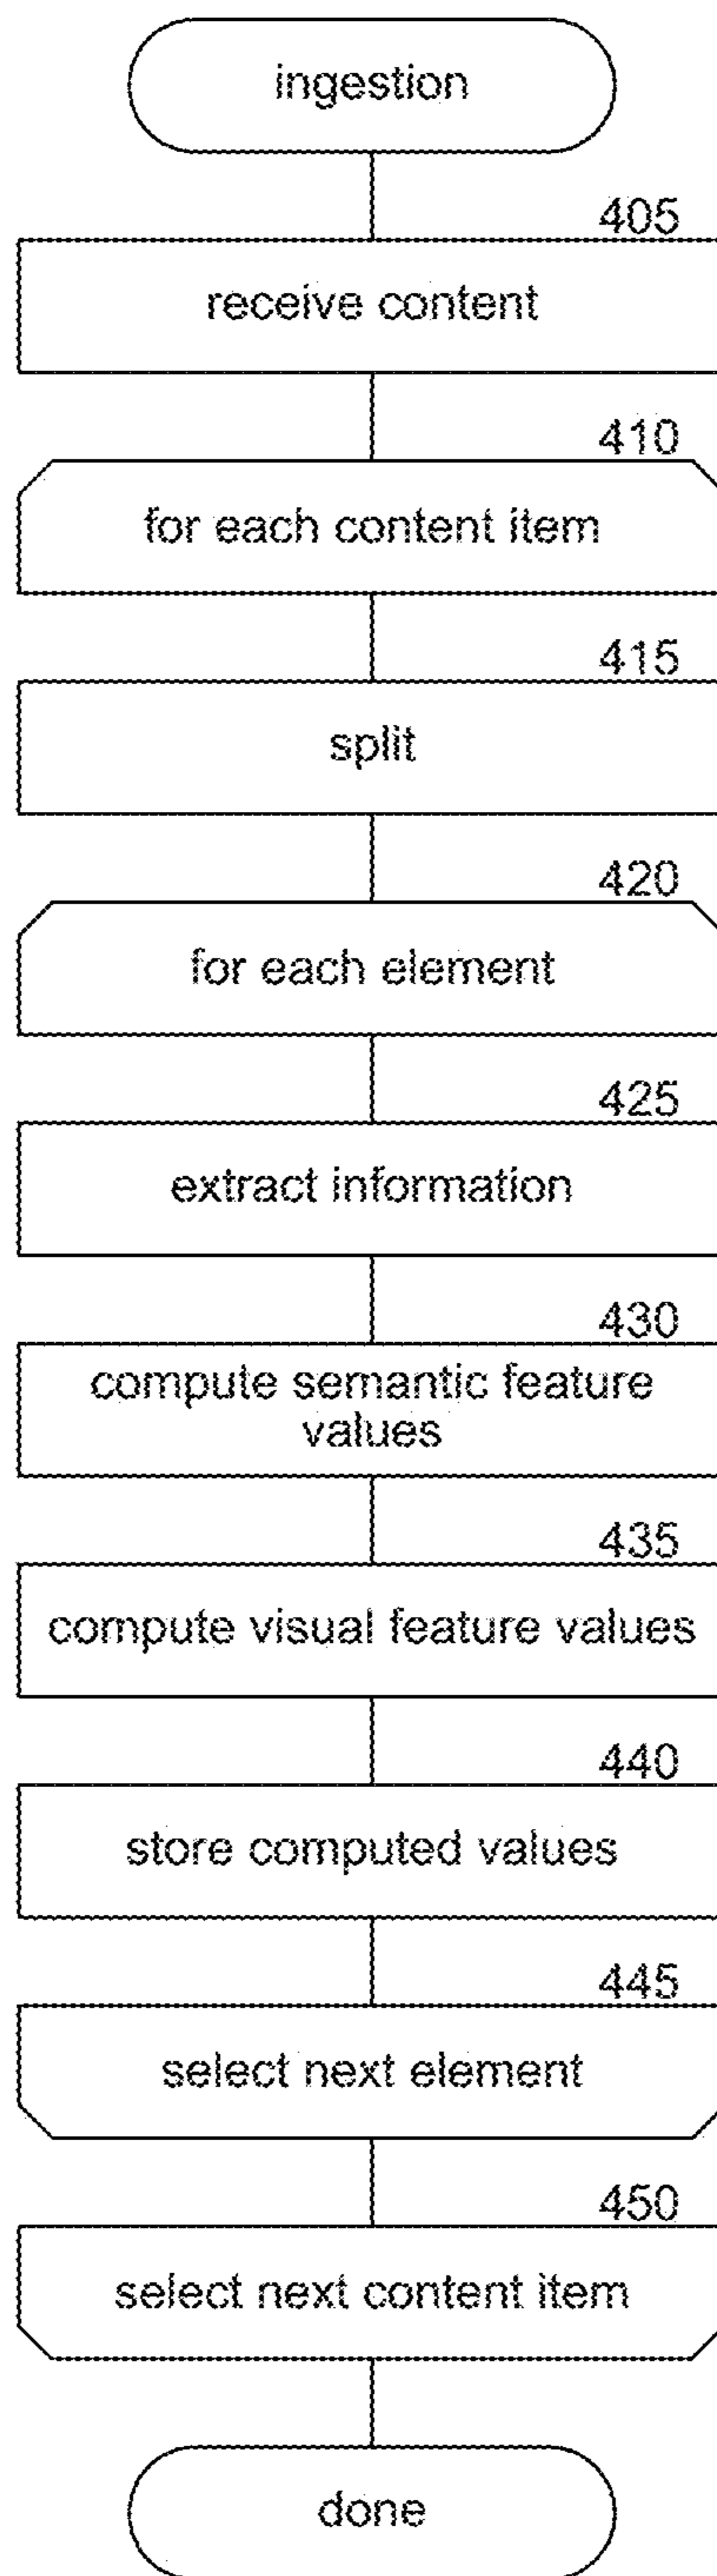 ingestion
405
receive content
410
for each content item
415
split
420
for each element
425
extract information
430
compute semantic feature
values
435
compute visual feature values
440
store computed values
445
select next element
450
select next content item
done